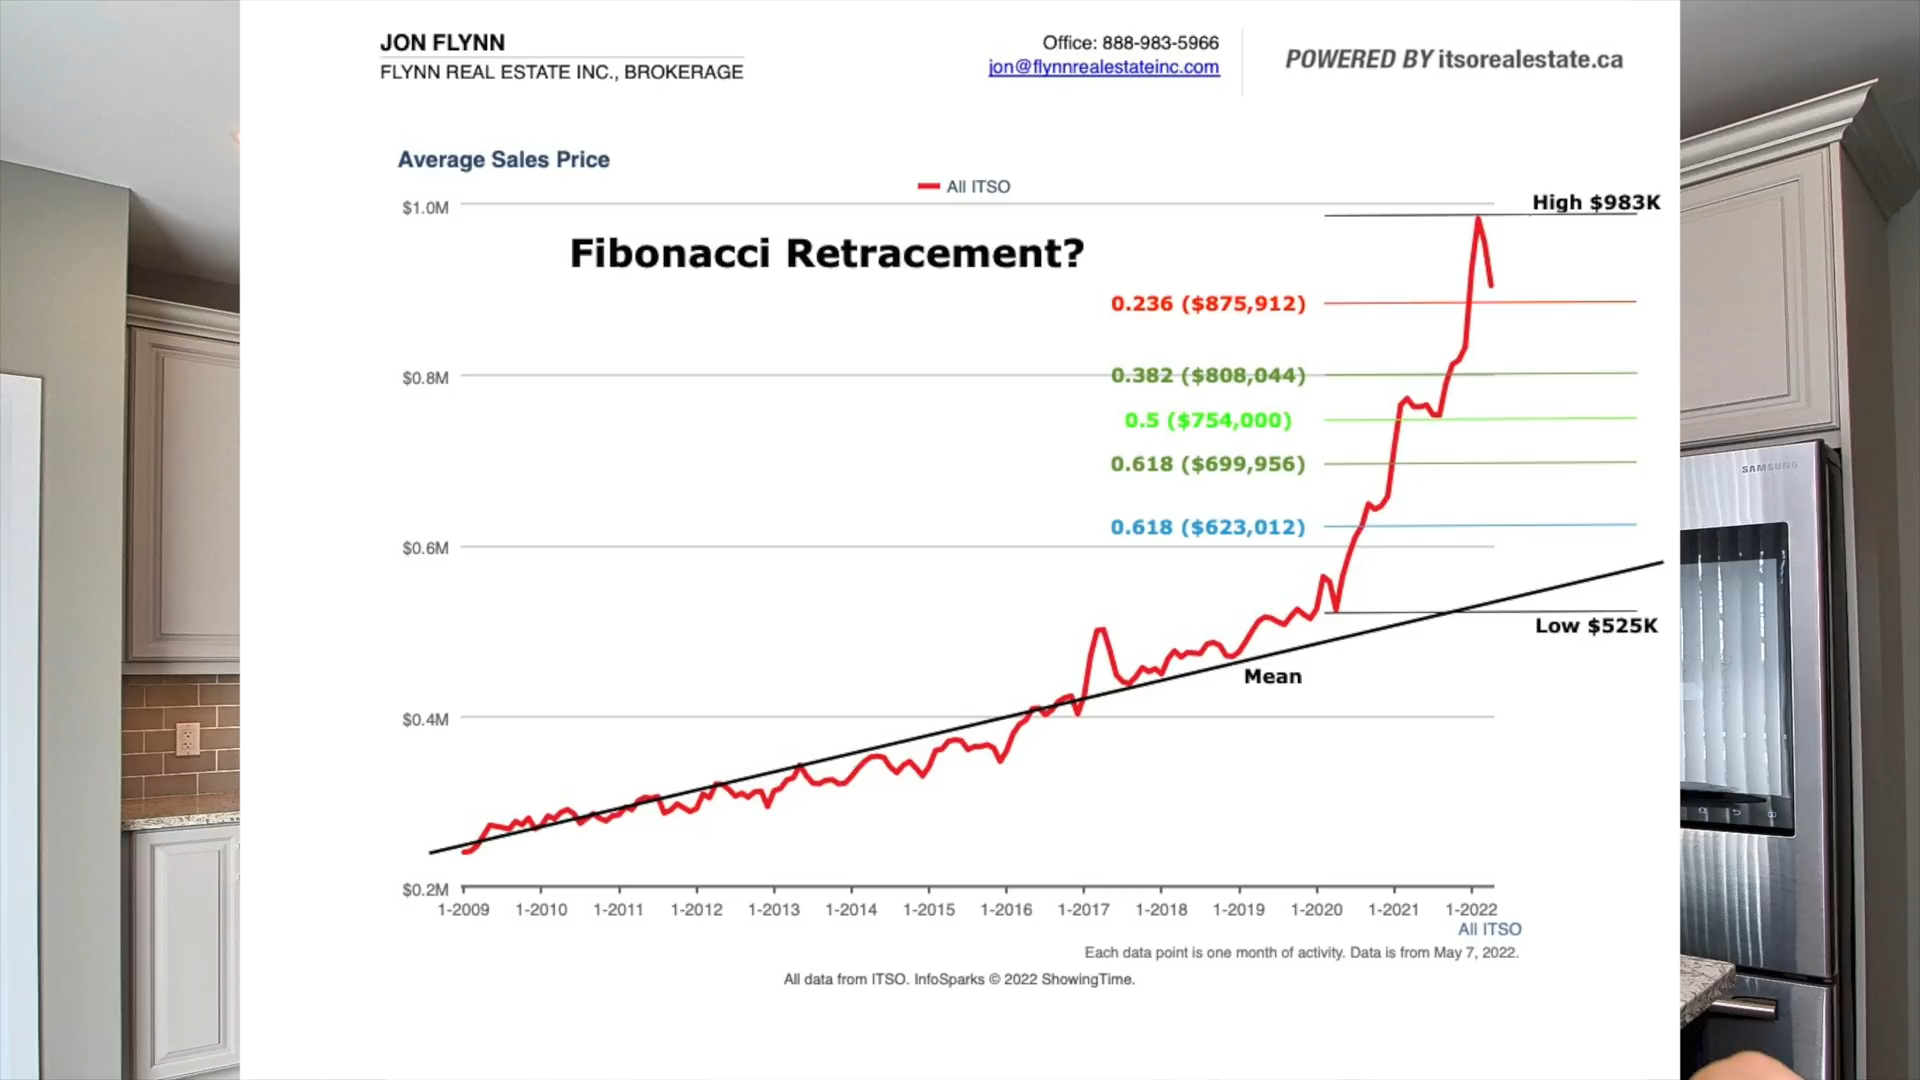 JON FLYNN
FLYNN REAL ESTATE INC., BROKERAGE
Office: 888-983-5966
jon@flynnrealestateinc.com
POWERED BY itsorealestate.ca
Average Sales Price
All ITSO
$1.0M
High $983K
Fibonacci Retracement?
0.236 ($875,912)
$0.8M
0.382 ($808,044)
0.5 ($754,000)
0.618 ($699,956)
SAMSUNG
0.618 ($623,012)
$0.6M
Low $525K
Mean
$0.4M
$0.2M
1-2009 1-2010 1-2011 1-2012 1-2013 1-2014 1-2015 1-2016 1-2017 1-2018 1-2019 1-2020 1-2021 1-2022
All ITSO
Each data point is one month of activity. Data is from May 7, 2022.
All data from ITSO. InfoSparks © 2022 ShowingTime.